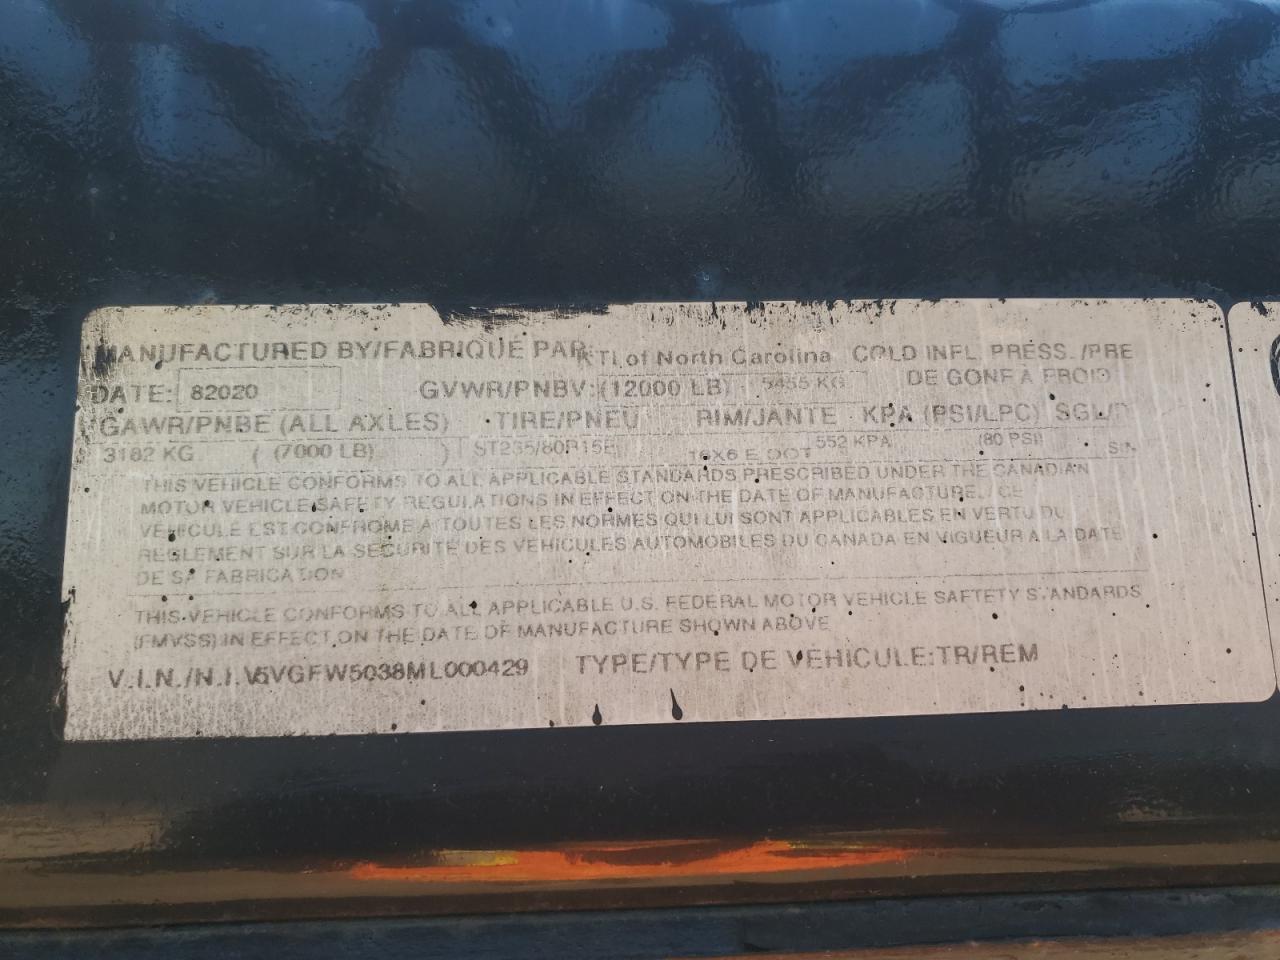 MANUFACTURED BY/FABRIQUE PAR: KTI of North Carolina COLD INFL. PRESS. /PRE
DATE: 82020 GVWR/PNBV: (12000 LB) 5455 KG DE GONF A FROID
GAWR/PNBE (ALL AXLES) TIRE/PNEU RIM/JANTE KPA (PSI/LPC) SGL/D
3182 KG ( (7000 LB) ) ST235/80R15E 16X6 E DOT 552 KPA (80 PSI)
THIS VEHICLE CONFORMS TO ALL APPLICABLE STANDARDS PRESCRIBED UNDER THE CANADIAN
MOTOR VEHICLE SAFETY REGULATIONS IN EFFECT ON THE DATE OF MANUFACTURE. / CE
VEHICULE EST CONFROME A TOUTES LES NORMES QUI LUI SONT APPLICABLES EN VERTU DU
REGLEMENT SUR LA SECURITE DES VEHICULES AUTOMOBILES DU CANADA EN VIGUEUR A LA DATE
DE SA FABRICATION
THIS VEHICLE CONFORMS TO ALL APPLICABLE U.S. FEDERAL MOTOR VEHICLE SAFTETY STANDARDS
(FMVSS) IN EFFECT ON THE DATE OF MANUFACTURE SHOWN ABOVE
V.I.N./N.I.V 5VGFW5038ML000429 TYPE/TYPE DE VEHICULE: TR/REM